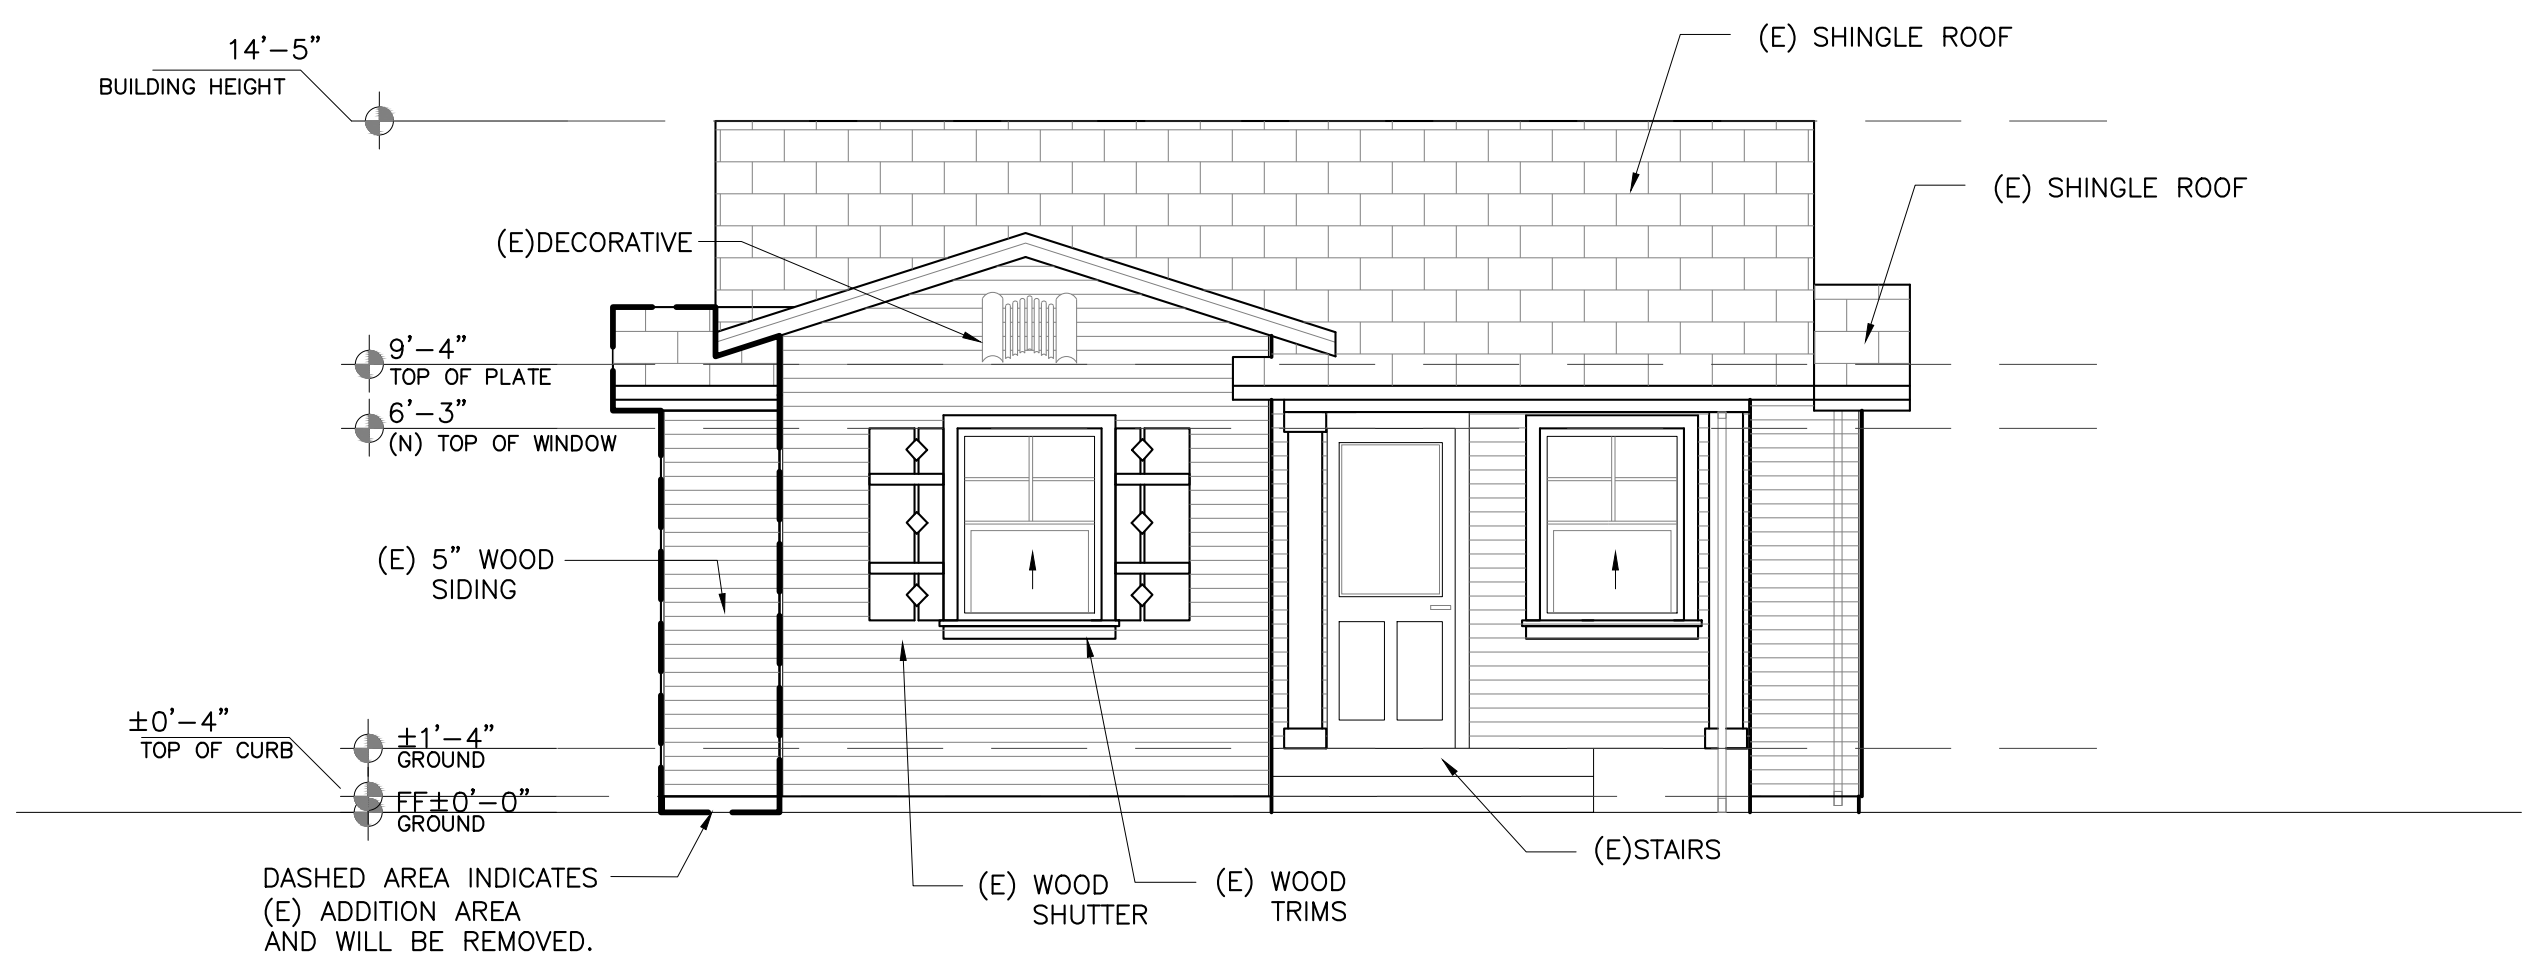 14'-5"
BUILDING HEIGHT
(E) SHINGLE ROOF
(E) SHINGLE ROOF
(E)DECORATIVE
9'-4"
TOP OF PLATE
6'-3"
(N) TOP OF WINDOW
(E) 5" WOOD
SIDING
±0'-4"
TOP OF CURB
±1'-4"
GROUND
FF±0'-0"
GROUND
(E)STAIRS
DASHED AREA INDICATES
(E) ADDITION AREA
AND WILL BE REMOVED.
(E) WOOD
SHUTTER
(E) WOOD
TRIMS